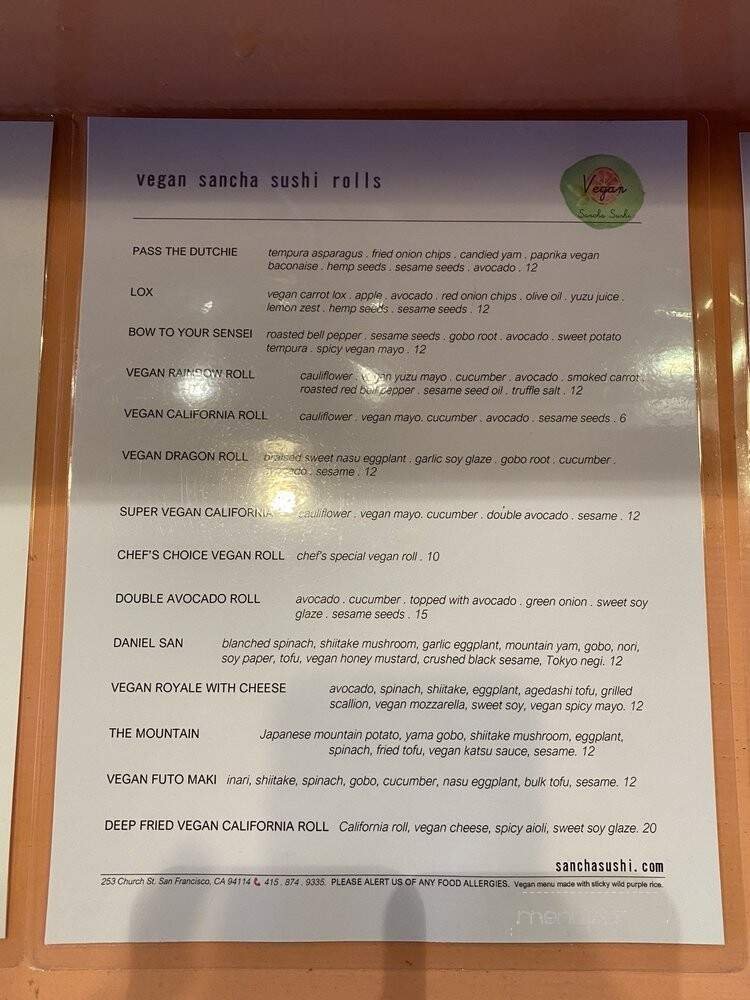 vegan sancha sushi rolls
Vegan
Sancha Sushi
PASS THE DUTCHIE tempura asparagus . fried onion chips . candied yam . paprika vegan
baconaise . hemp seeds . sesame seeds . avocado . 12
LOX vegan carrot lox . apple . avocado . red onion chips . olive oil . yuzu juice .
lemon zest . hemp seeds . sesame seeds . 12
BOW TO YOUR SENSEI roasted bell pepper . sesame seeds . gobo root . avocado . sweet potato
tempura . spicy vegan mayo . 12
VEGAN RAINBOW ROLL cauliflower . vegan yuzu mayo . cucumber . avocado . smoked carrot .
roasted red bell pepper . sesame seed oil . truffle salt . 12
VEGAN CALIFORNIA ROLL cauliflower . vegan mayo. cucumber . avocado . sesame seeds . 6
VEGAN DRAGON ROLL braised sweet nasu eggplant . garlic soy glaze . gobo root . cucumber .
avocado . sesame . 12
SUPER VEGAN CALIFORNIA cauliflower . vegan mayo. cucumber . double avocado . sesame . 12
CHEF'S CHOICE VEGAN ROLL chef's special vegan roll . 10
DOUBLE AVOCADO ROLL avocado . cucumber . topped with avocado . green onion . sweet soy
glaze . sesame seeds . 15
DANIEL SAN blanched spinach, shiitake mushroom, garlic eggplant, mountain yam, gobo, nori,
soy paper, tofu, vegan honey mustard, crushed black sesame, Tokyo negi. 12
VEGAN ROYALE WITH CHEESE avocado, spinach, shiitake, eggplant, agedashi tofu, grilled
scallion, vegan mozzarella, sweet soy, vegan spicy mayo. 12
THE MOUNTAIN Japanese mountain potato, yama gobo, shiitake mushroom, eggplant,
spinach, fried tofu, vegan katsu sauce, sesame. 12
VEGAN FUTO MAKI inari, shiitake, spinach, gobo, cucumber, nasu eggplant, bulk tofu, sesame. 12
DEEP FRIED VEGAN CALIFORNIA ROLL California roll, vegan cheese, spicy aioli, sweet soy glaze. 20
sanchasushi.com
253 Church St. San Francisco, CA 94114 415 . 874 . 9335. PLEASE ALERT US OF ANY FOOD ALLERGIES. Vegan menu made with sticky wild purple rice.